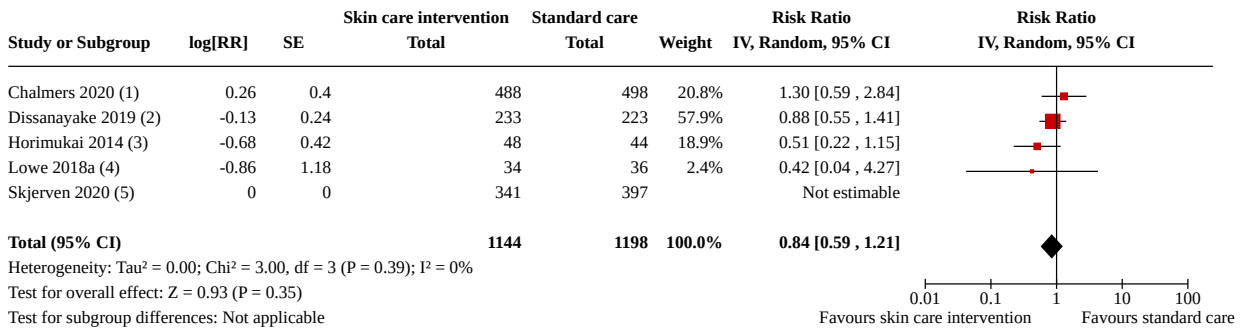 Skin care intervention Standard care Risk Ratio Risk Ratio
Study or Subgroup log[RR] SE Total Total Weight IV, Random, 95% CI IV, Random, 95% CI
Chalmers 2020 (1) 0.26 0.4 488 498 20.8% 1.30 [0.59 , 2.84]
Dissanayake 2019 (2) -0.13 0.24 233 223 57.9% 0.88 [0.55 , 1.41]
Horimukai 2014 (3) -0.68 0.42 48 44 18.9% 0.51 [0.22 , 1.15]
Lowe 2018a (4) -0.86 1.18 34 36 2.4% 0.42 [0.04 , 4.27]
Skjerven 2020 (5) 0 0 341 397 Not estimable
Total (95% CI) 1144 1198 100.0% 0.84 [0.59 , 1.21]
Heterogeneity: Tau² = 0.00; Chi² = 3.00, df = 3 (P = 0.39); I² = 0%
Test for overall effect: Z = 0.93 (P = 0.35)
0.01 0.1 1 10 100
Test for subgroup differences: Not applicable Favours skin care intervention Favours standard care